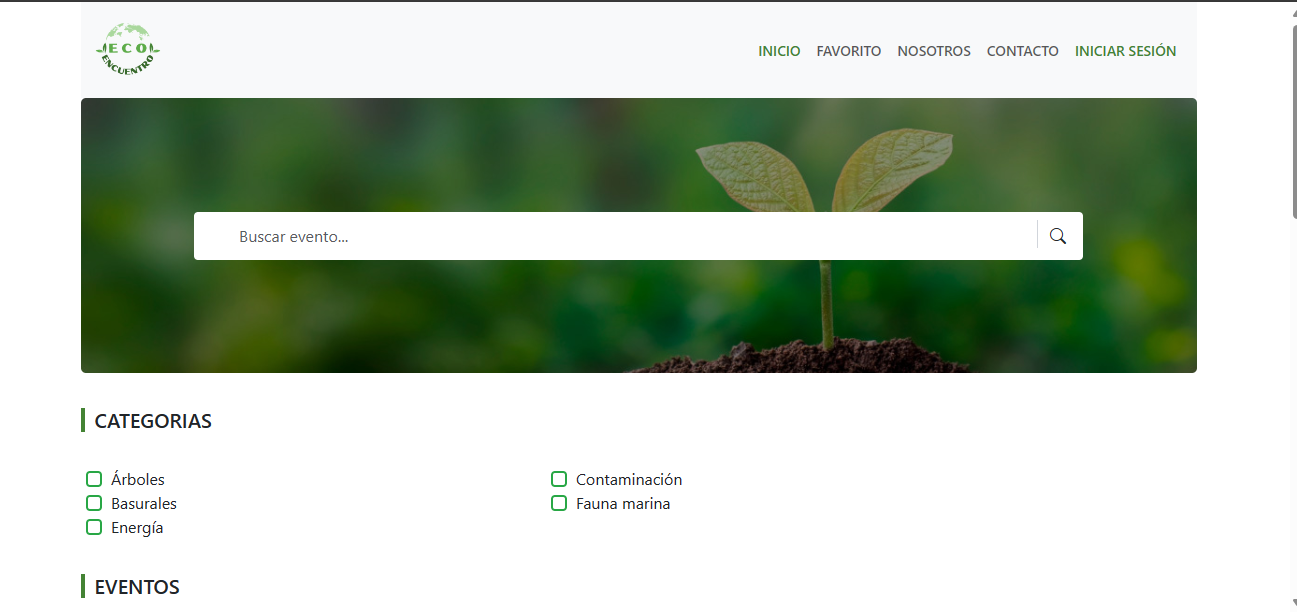 ECO
ENCUENTRO
INICIO FAVORITO NOSOTROS CONTACTO INICIAR SESIÓN
Buscar evento...
CATEGORIAS
Árboles Contaminación
Basurales Fauna marina
Energía
EVENTOS